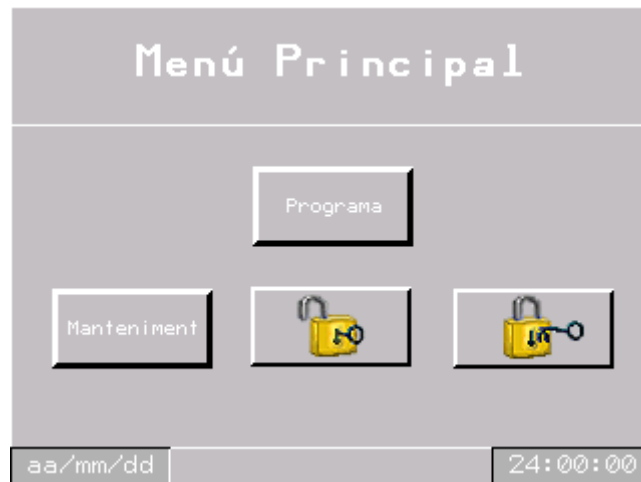 Menú Principal
Programa
Manteniment
aa/mm/dd
24:00:00